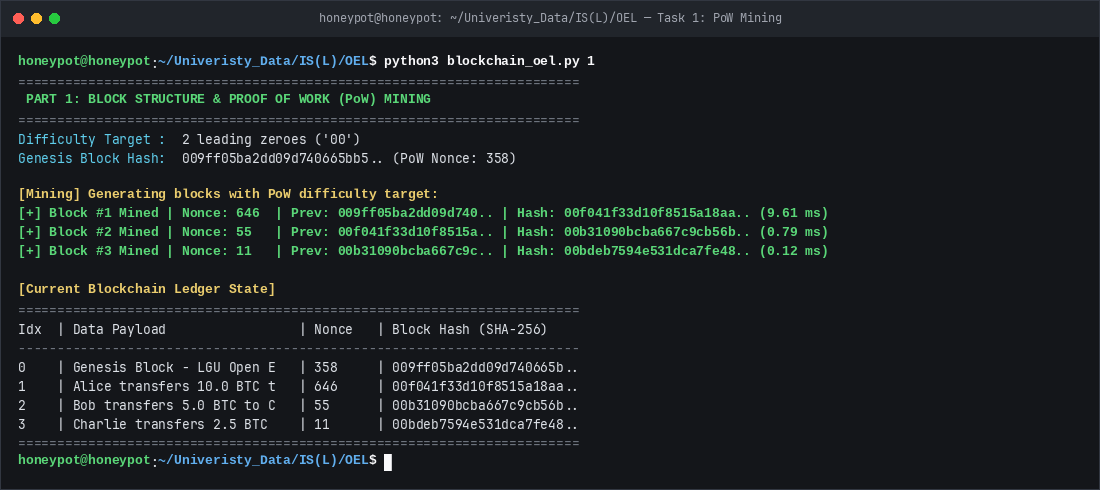 honeypot@honeypot: ~/Univeristy_Data/IS(L)/OEL — Task 1: PoW Mining
honeypot@honeypot:~/Univeristy_Data/IS(L)/OEL$ python3 blockchain_oel.py 1
========================================================================
PART 1: BLOCK STRUCTURE & PROOF OF WORK (PoW) MINING
========================================================================
Difficulty Target :  2 leading zeroes ('00')
Genesis Block Hash:  009ff05ba2dd09d740665bb5.. (PoW Nonce: 358)
[Mining] Generating blocks with PoW difficulty target:
[+] Block #1 Mined | Nonce: 646  | Prev: 009ff05ba2dd09d740.. | Hash: 00f041f33d10f8515a18aa.. (9.61 ms)
[+] Block #2 Mined | Nonce: 55   | Prev: 00f041f33d10f8515a.. | Hash: 00b31090bcba667c9cb56b.. (0.79 ms)
[+] Block #3 Mined | Nonce: 11   | Prev: 00b31090bcba667c9c.. | Hash: 00bdeb7594e531dca7fe48.. (0.12 ms)
[Current Blockchain Ledger State]
========================================================================
Idx  | Data Payload                 | Nonce   | Block Hash (SHA-256)
------------------------------------------------------------------------
0    | Genesis Block - LGU Open E   | 358     | 009ff05ba2dd09d740665b..
1    | Alice transfers 10.0 BTC t   | 646     | 00f041f33d10f8515a18aa..
2    | Bob transfers 5.0 BTC to C   | 55      | 00b31090bcba667c9cb56b..
3    | Charlie transfers 2.5 BTC    | 11      | 00bdeb7594e531dca7fe48..
========================================================================
honeypot@honeypot:~/Univeristy_Data/IS(L)/OEL$